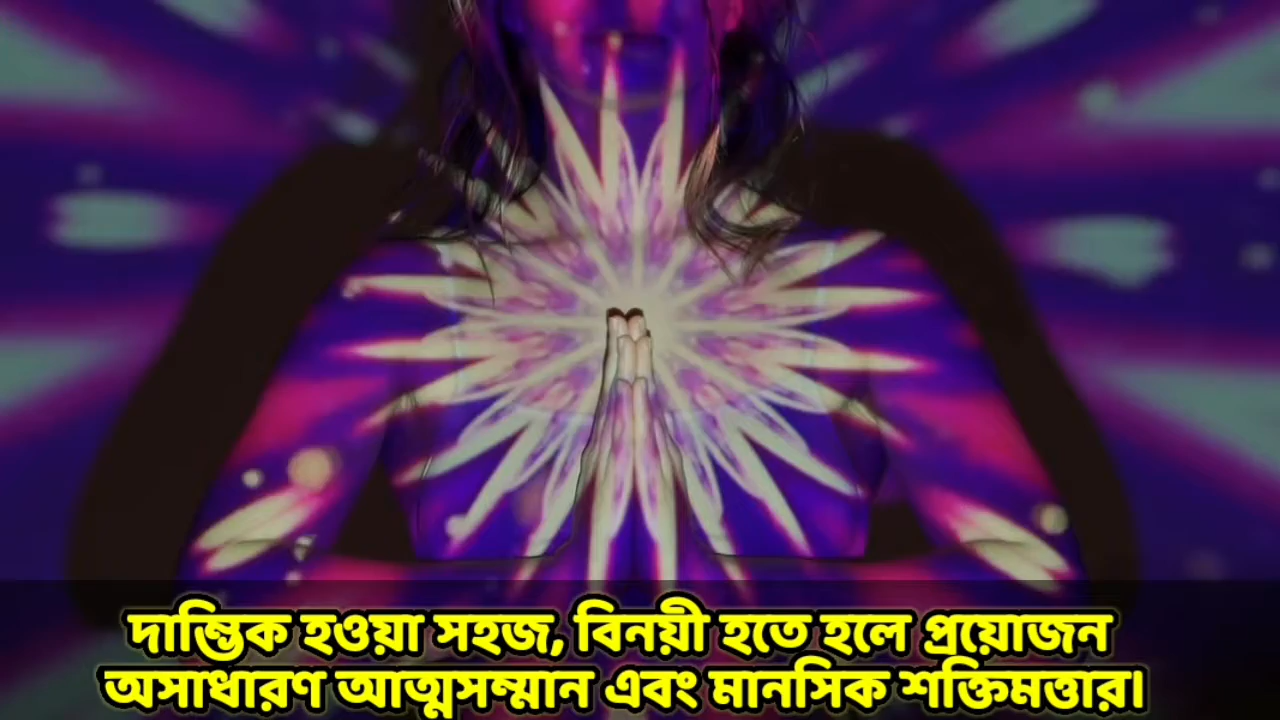 দাম্ভিক হওয়া সহজ, বিনয়ী হতে হলে প্রয়োজন
অসাধারণ আত্মসম্মান এবং মানসিক শক্তিমত্তার।